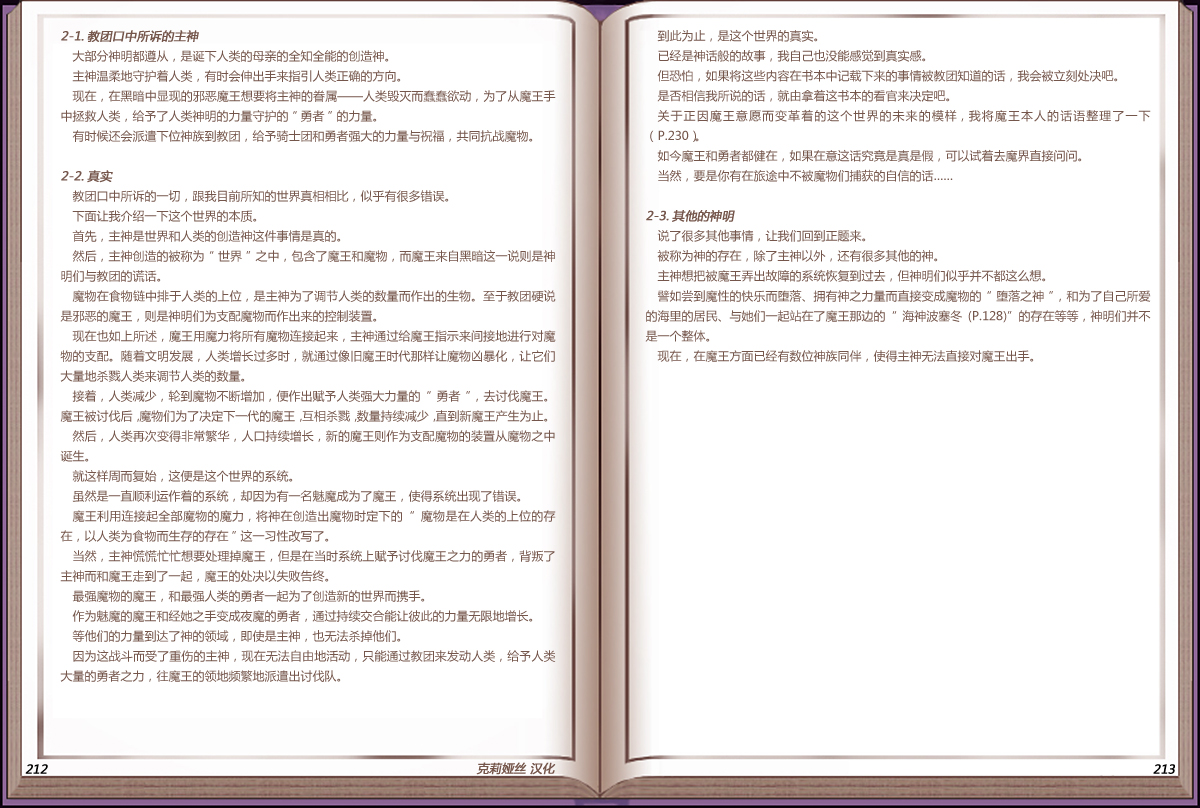 2-1. 教团口中所诉的主神
大部分神明都遵从，是诞下人类的母亲的全知全能的创造神。
主神温柔地守护着人类，有时会伸出手来指引人类正确的方向。
现在，在黑暗中显现的邪恶魔王想要将主神的眷属——人类毁灭而蠢蠢欲动，为了从魔王手
中拯救人类，给予了人类神明的力量守护的“勇者”的力量。
有时候还会派遣下位神族到教团，给予骑士团和勇者强大的力量与祝福，共同抗战魔物。
2-2. 真实
教团口中所诉的一切，跟我目前所知的世界真相相比，似乎有很多错误。
下面让我介绍一下这个世界的本质。
首先，主神是世界和人类的创造神这件事情是真的。
然后，主神创造的被称为“世界”之中，包含了魔王和魔物，而魔王来自黑暗这一说则是神
明们与教团的谎话。
魔物在食物链中排于人类的上位，是主神为了调节人类的数量而作出的生物。至于教团硬说
是邪恶的魔王，则是神明们为支配魔物而作出来的控制装置。
现在也如上所述，魔王用魔力将所有魔物连接起来，主神通过给魔王指示来间接地进行对魔
物的支配。随着文明发展，人类增长过多时，就通过像旧魔王时代那样让魔物凶暴化，让它们
大量地杀戮人类来调节人类的数量。
接着，人类减少，轮到魔物不断增加，便作出赋予人类强大力量的“勇者”，去讨伐魔王。
魔王被讨伐后，魔物们为了决定下一代的魔王，互相杀戮，数量持续减少，直到新魔王产生为止。
然后，人类再次变得非常繁华，人口持续增长，新的魔王则作为支配魔物的装置从魔物之中
诞生。
就这样周而复始，这便是这个世界的系统。
虽然是一直顺利运作着的系统，却因为有一名魅魔成为了魔王，使得系统出现了错误。
魔王利用连接起全部魔物的魔力，将神在创造出魔物时定下的“魔物是在人类的上位的存
在，以人类为食物而生存的存在”这一习性改写了。
当然，主神慌慌忙忙想要处理掉魔王，但是在当时系统上赋予讨伐魔王之力的勇者，背叛了
主神而和魔王走到了一起，魔王的处决以失败告终。
最强魔物的魔王，和最强人类的勇者一起为了创造新的世界而携手。
作为魅魔的魔王和经她之手变成夜魔的勇者，通过持续交合能让彼此的力量无限地增长。
等他们的力量到达了神的领域，即使是主神，也无法杀掉他们。
因为这战斗而受了重伤的主神，现在无法自由地活动，只能通过教团来发动人类，给予人类
大量的勇者之力，往魔王的领地频繁地派遣出讨伐队。
212
克莉娅丝 汉化
到此为止，是这个世界的真实。
已经是神话般的故事，我自己也没能感觉到真实感。
但恐怕，如果将这些内容在书本中记载下来的事情被教团知道的话，我会被立刻处决吧。
是否相信我所说的话，就由拿着这书本的看官来决定吧。
关于正因魔王意愿而变革着的这个世界的未来的模样，我将魔王本人的话语整理了一下
（P.230）。
如今魔王和勇者都健在，如果在意这话究竟是真是假，可以试着去魔界直接问问。
当然，要是你有在旅途中不被魔物们捕获的自信的话……
2-3. 其他的神明
说了很多其他事情，让我们回到正题来。
被称为神的存在，除了主神以外，还有很多其他的神。
主神想把被魔王弄出故障的系统恢复到过去，但神明们似乎并不都这么想。
譬如尝到魔性的快乐而堕落、拥有神之力量而直接变成魔物的“堕落之神”，和为了自己所爱
的海里的居民、与她们一起站在了魔王那边的“海神波塞冬 (P.128)”的存在等等，神明们并不
是一个整体。
现在，在魔王方面已经有数位神族同伴，使得主神无法直接对魔王出手。
213